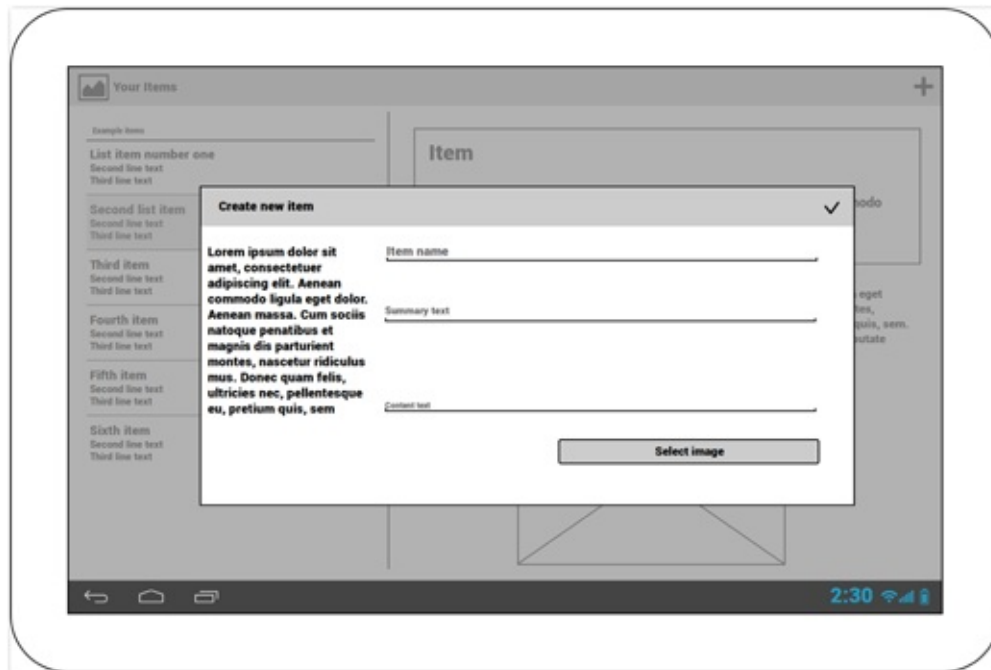 Your Items
Example items
List item number one
Second line text
Third line text
Second list item
Second line text
Third line text
Third item
Second line text
Third line text
Fourth item
Second line text
Third line text
Fifth item
Second line text
Third line text
Sixth item
Second line text
Third line text
Item
eget
quis, sem.
Create new item
Lorem ipsum dolor sit
amet, consectetuer
adipiscing elit. Aenean
commodo ligula eget dolor.
Aenean massa. Cum sociis
natoque penatibus et
magnis dis parturient
montes, nascetur ridiculus
mus. Donec quam felis,
ultricies nec, pellentesque
eu, pretium quis, sem
Item name
Summary text
Content text
Select image
2:30